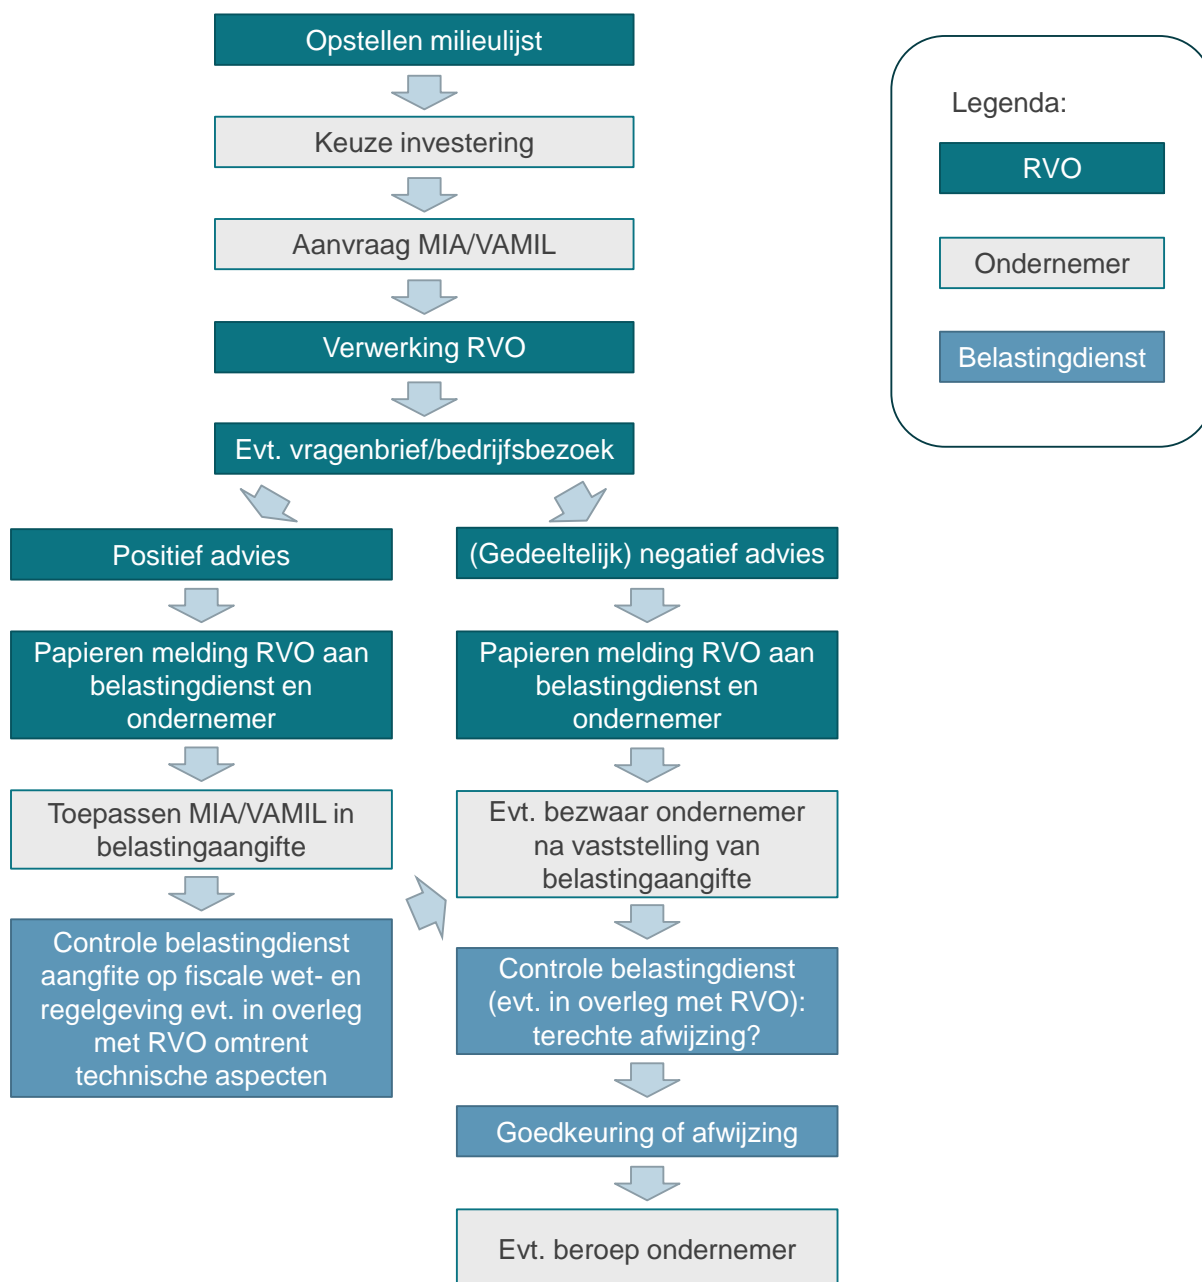 Opstellen milieulijst
Keuze investering
Aanvraag MIA/VAMIL
Verwerking RVO
Evt. vragenbrief/bedrijfsbezoek
Positief advies
Papieren melding RVO aan
belastingdienst en
ondernemer
Toepassen MIA/VAMIL in
belastingaangifte
Controle belastingdienst
aangfite op fiscale wet- en
regelgeving evt. in overleg
met RVO omtrent
technische aspecten
(Gedeeltelijk) negatief advies
Papieren melding RVO aan
belastingdienst en
ondernemer
Evt. bezwaar ondernemer
na vaststelling van
belastingaangifte
Controle belastingdienst
(evt. in overleg met RVO):
terechte afwijzing?
Goedkeuring of afwijzing
Evt. beroep ondernemer
Legenda:
RVO
Ondernemer
Belastingdienst